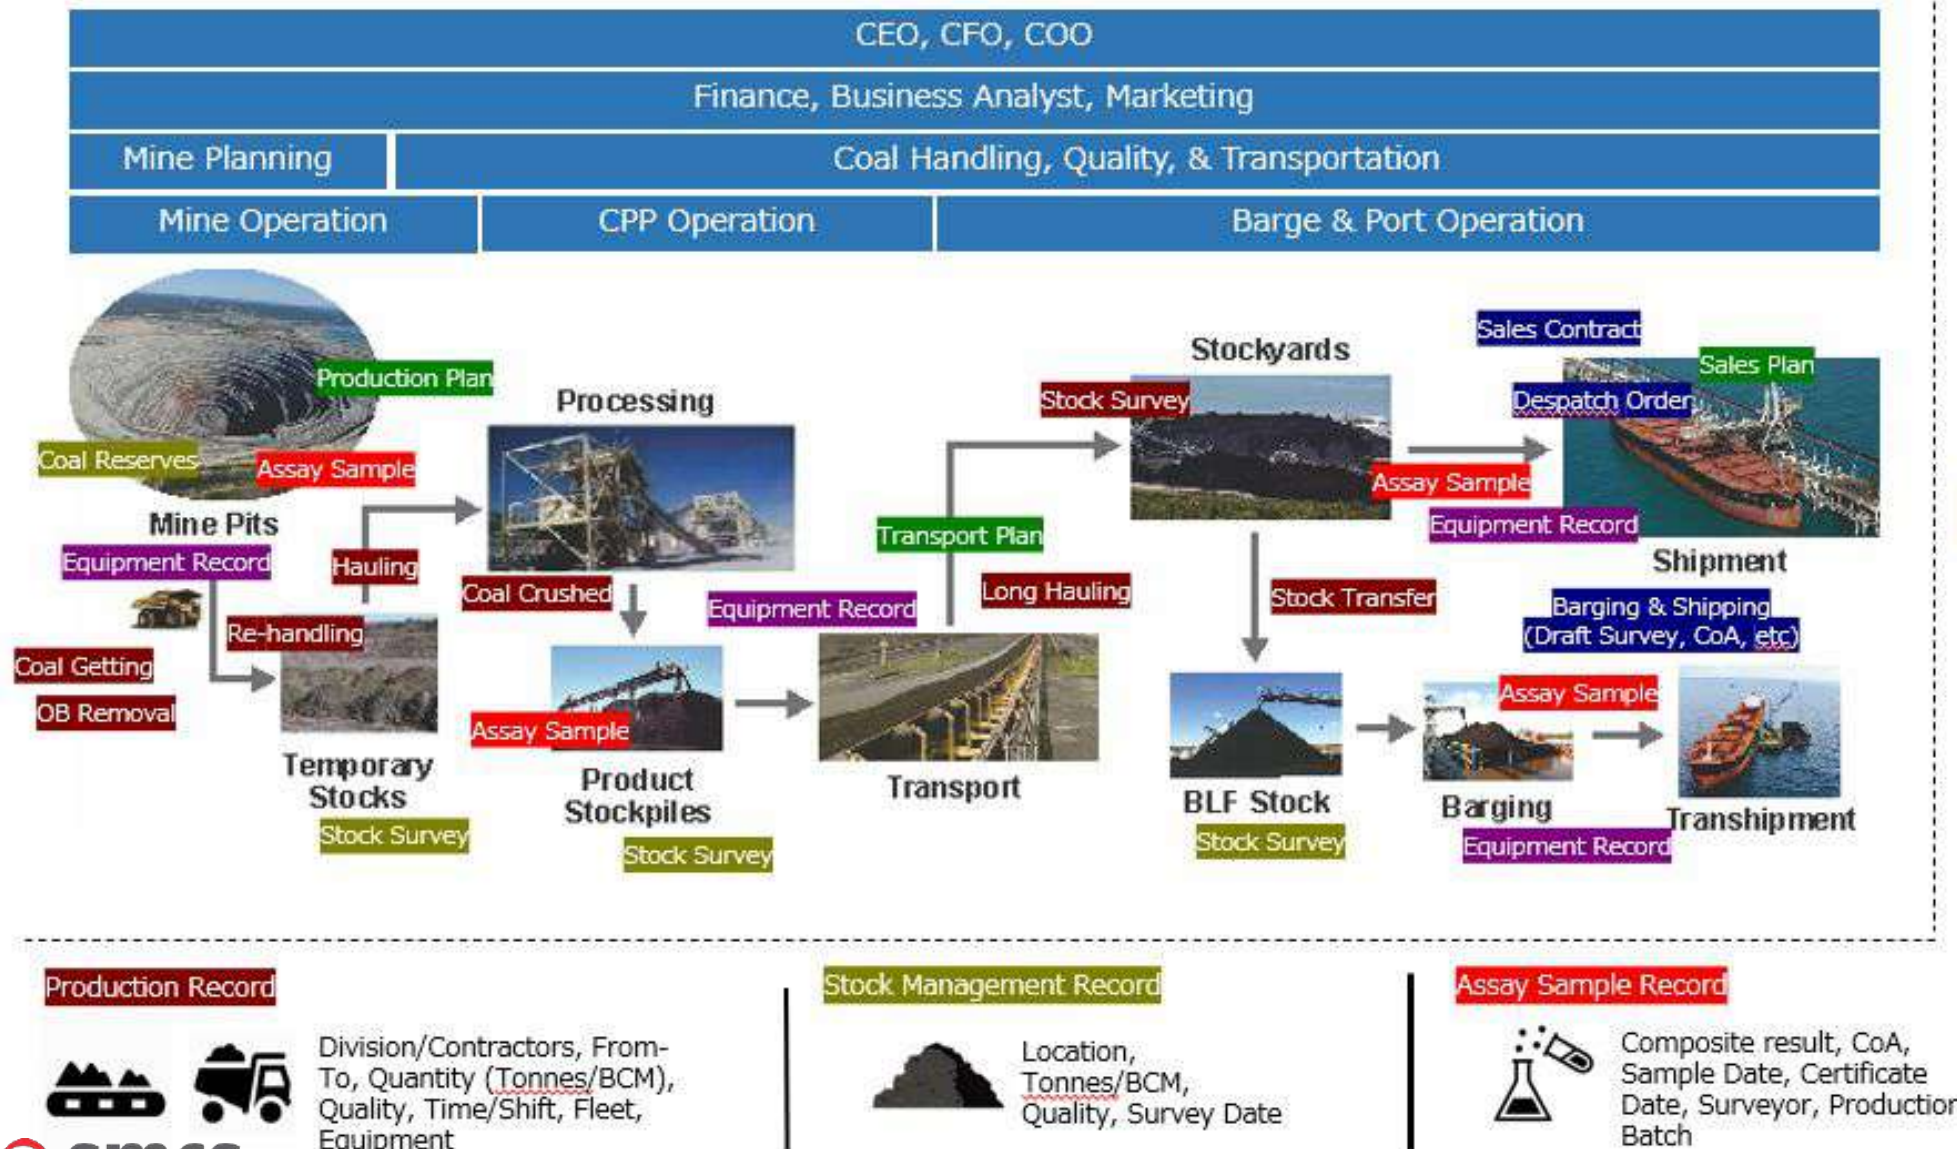 CEO, CFO, COO
Finance, Business Analyst, Marketing
Mine Planning
Coal Handling, Quality, & Transportation
Mine Operation
CPP Operation
Barge & Port Operation
Production Plan
Coal Reserves
Assay Sample
Mine Pits
Equipment Record
Coal Getting
OB Removal
Re-handling
Hauling
Temporary
Stocks
Stock Survey
Processing
Coal Crushed
Assay Sample
Product
Stockpiles
Stock Survey
Equipment Record
Transport
Transport Plan
Long Hauling
Stockyards
Stock Survey
Stock Transfer
BLF Stock
Stock Survey
Sales Contract
Sales Plan
Despatch Order
Assay Sample
Equipment Record
Shipment
Barging & Shipping
(Draft Survey, CoA, etc)
Assay Sample
Barging
Equipment Record
Transhipment
Production Record
Division/Contractors, From-
To, Quantity (Tonnes/BCM),
Quality, Time/Shift, Fleet,
Equipment
Stock Management Record
Location,
Tonnes/BCM,
Quality, Survey Date
Assay Sample Record
Composite result, CoA,
Sample Date, Certificate
Date, Surveyor, Production
Batch